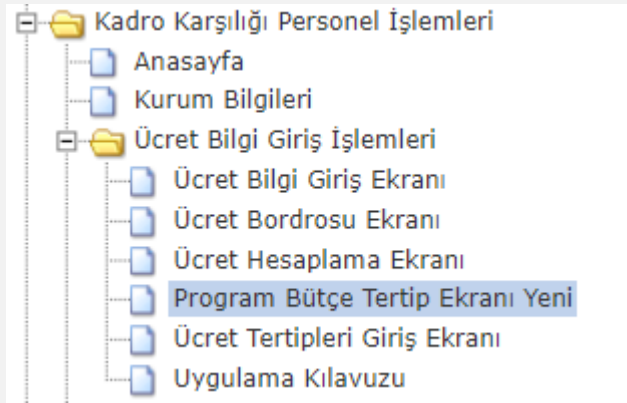 Kadro Karşılığı Personel İşlemleri
Anasayfa
Kurum Bilgileri
Ücret Bilgi Giriş İşlemleri
Ücret Bilgi Giriş Ekranı
Ücret Bordrosu Ekranı
Ücret Hesaplama Ekranı
Program Bütçe Tertip Ekranı Yeni
Ücret Tertipleri Giriş Ekranı
Uygulama Kılavuzu